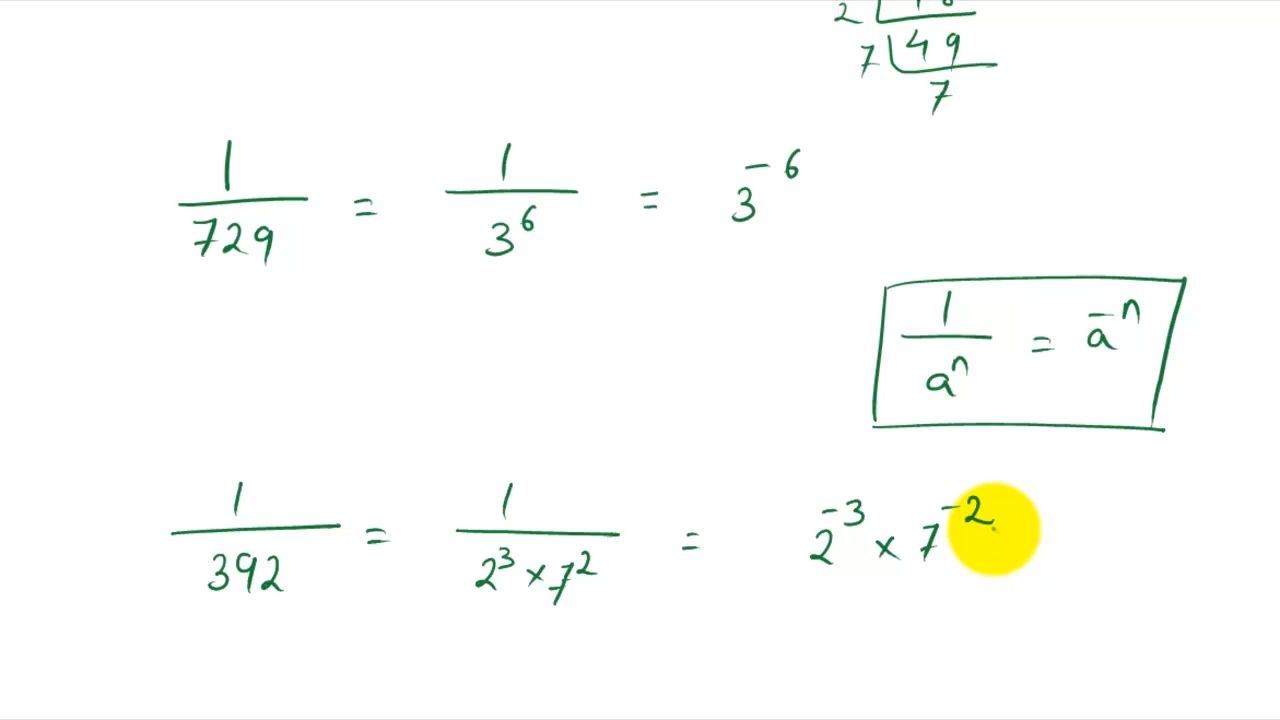 2 | 98
7 | 49
7
1/729 = 1/3^6 = 3^-6
1/a^n = a^-n
1/392 = 1/(2^3 × 7^2) = 2^-3 × 7^-2